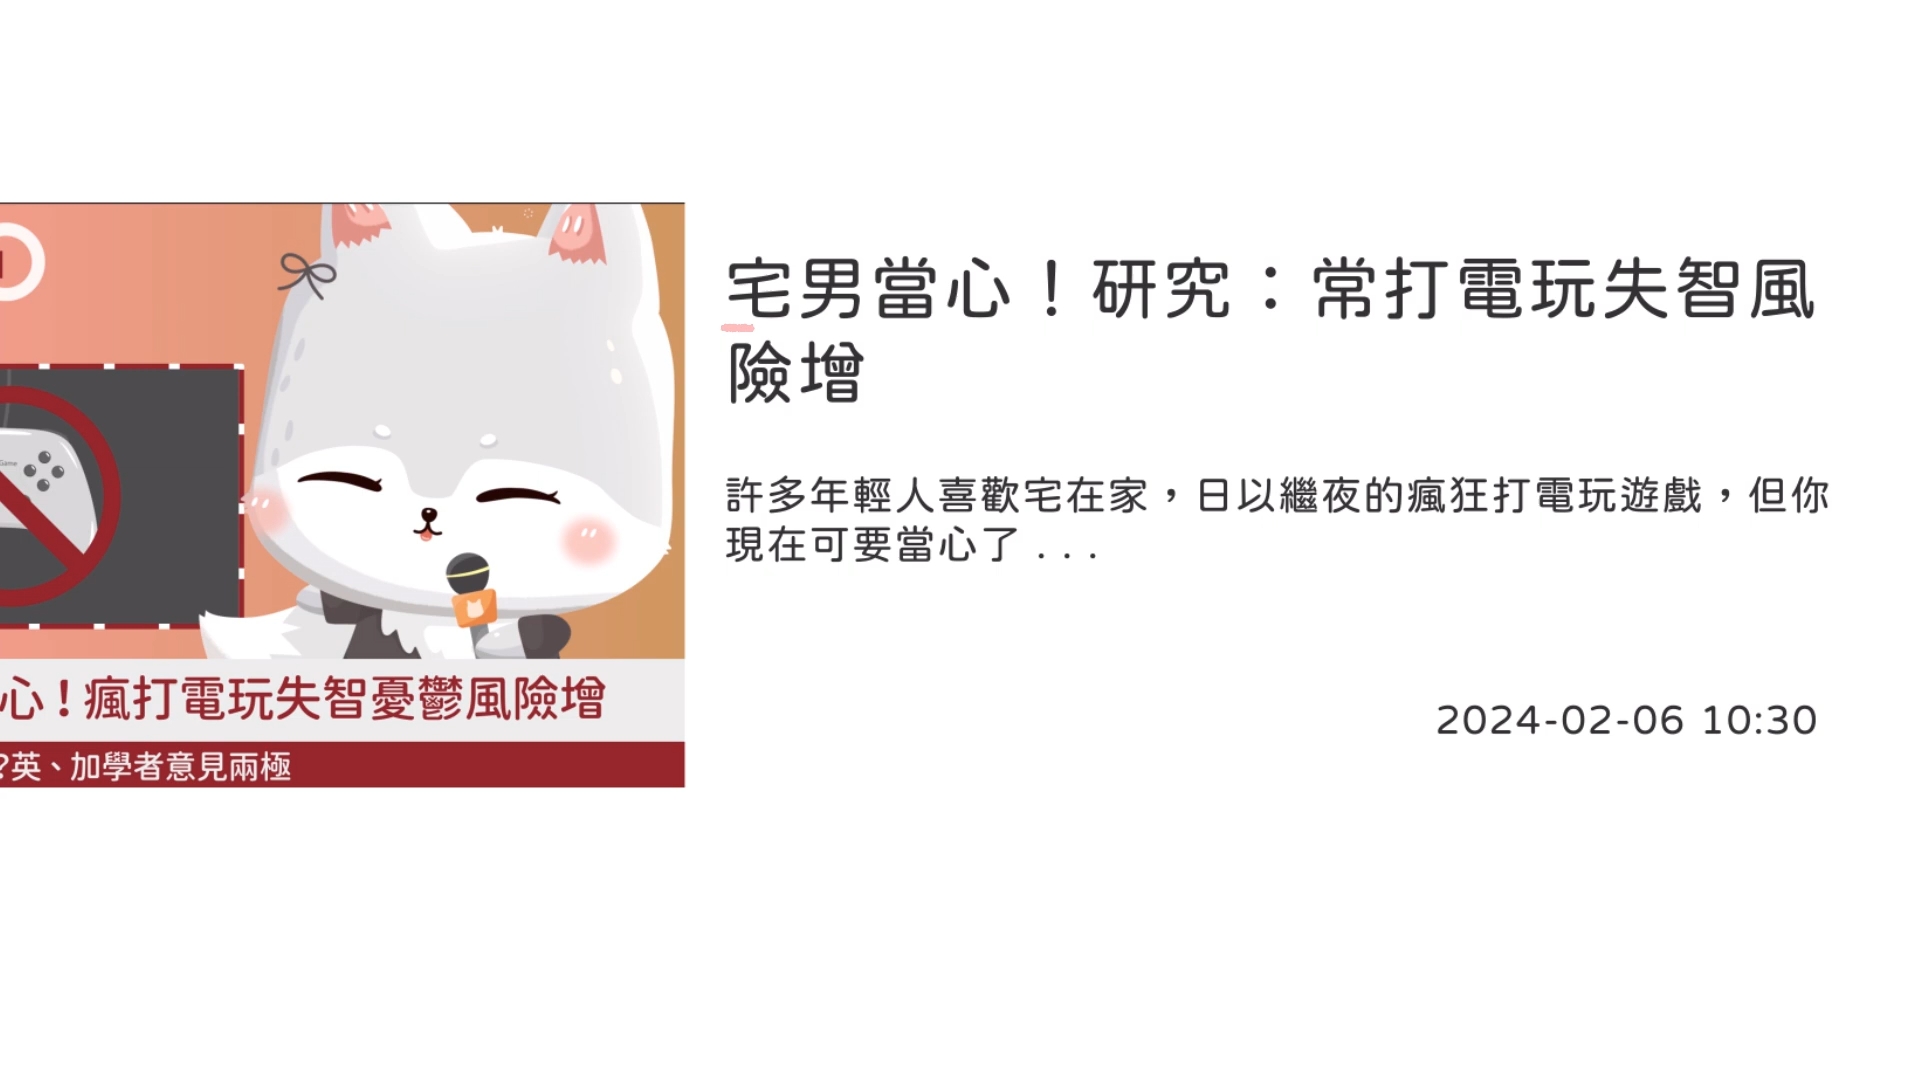 宅男當心！研究：常打電玩失智風
險增
許多年輕人喜歡宅在家，日以繼夜的瘋狂打電玩遊戲，但你
現在可要當心了 . . .
2024-02-06 10:30
Game
心！瘋打電玩失智憂鬱風險增
?英、加學者意見兩極